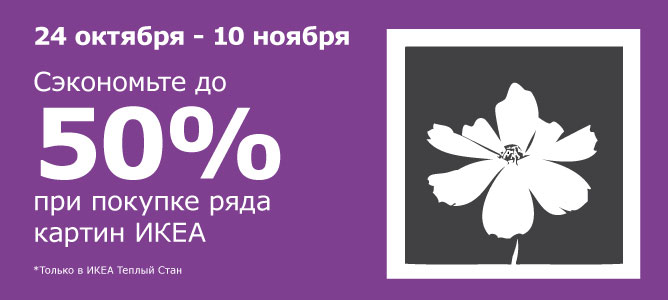 24 октября - 10 ноября
Сэкономьте до
50%
при покупке ряда
картин ИКЕА
*Только в ИКЕА Теплый Стан